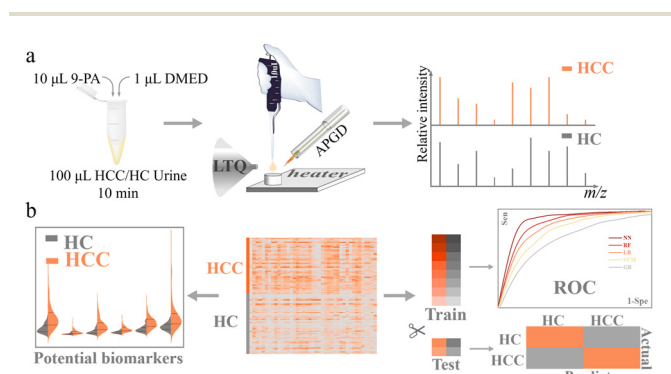 a
10 μL 9-PA
1 μL DMED
100 μL HCC/HC Urine
10 min
10μl
LTQ
APGD
heater
Relative intensity
HCC
HC
m/z
b
HC
HCC
Potential biomarkers
HCC
HC
Train
Test
Sen
NN
RF
LR
GB
ROC
1-Spe
HC
HCC
HC
HCC
Actual